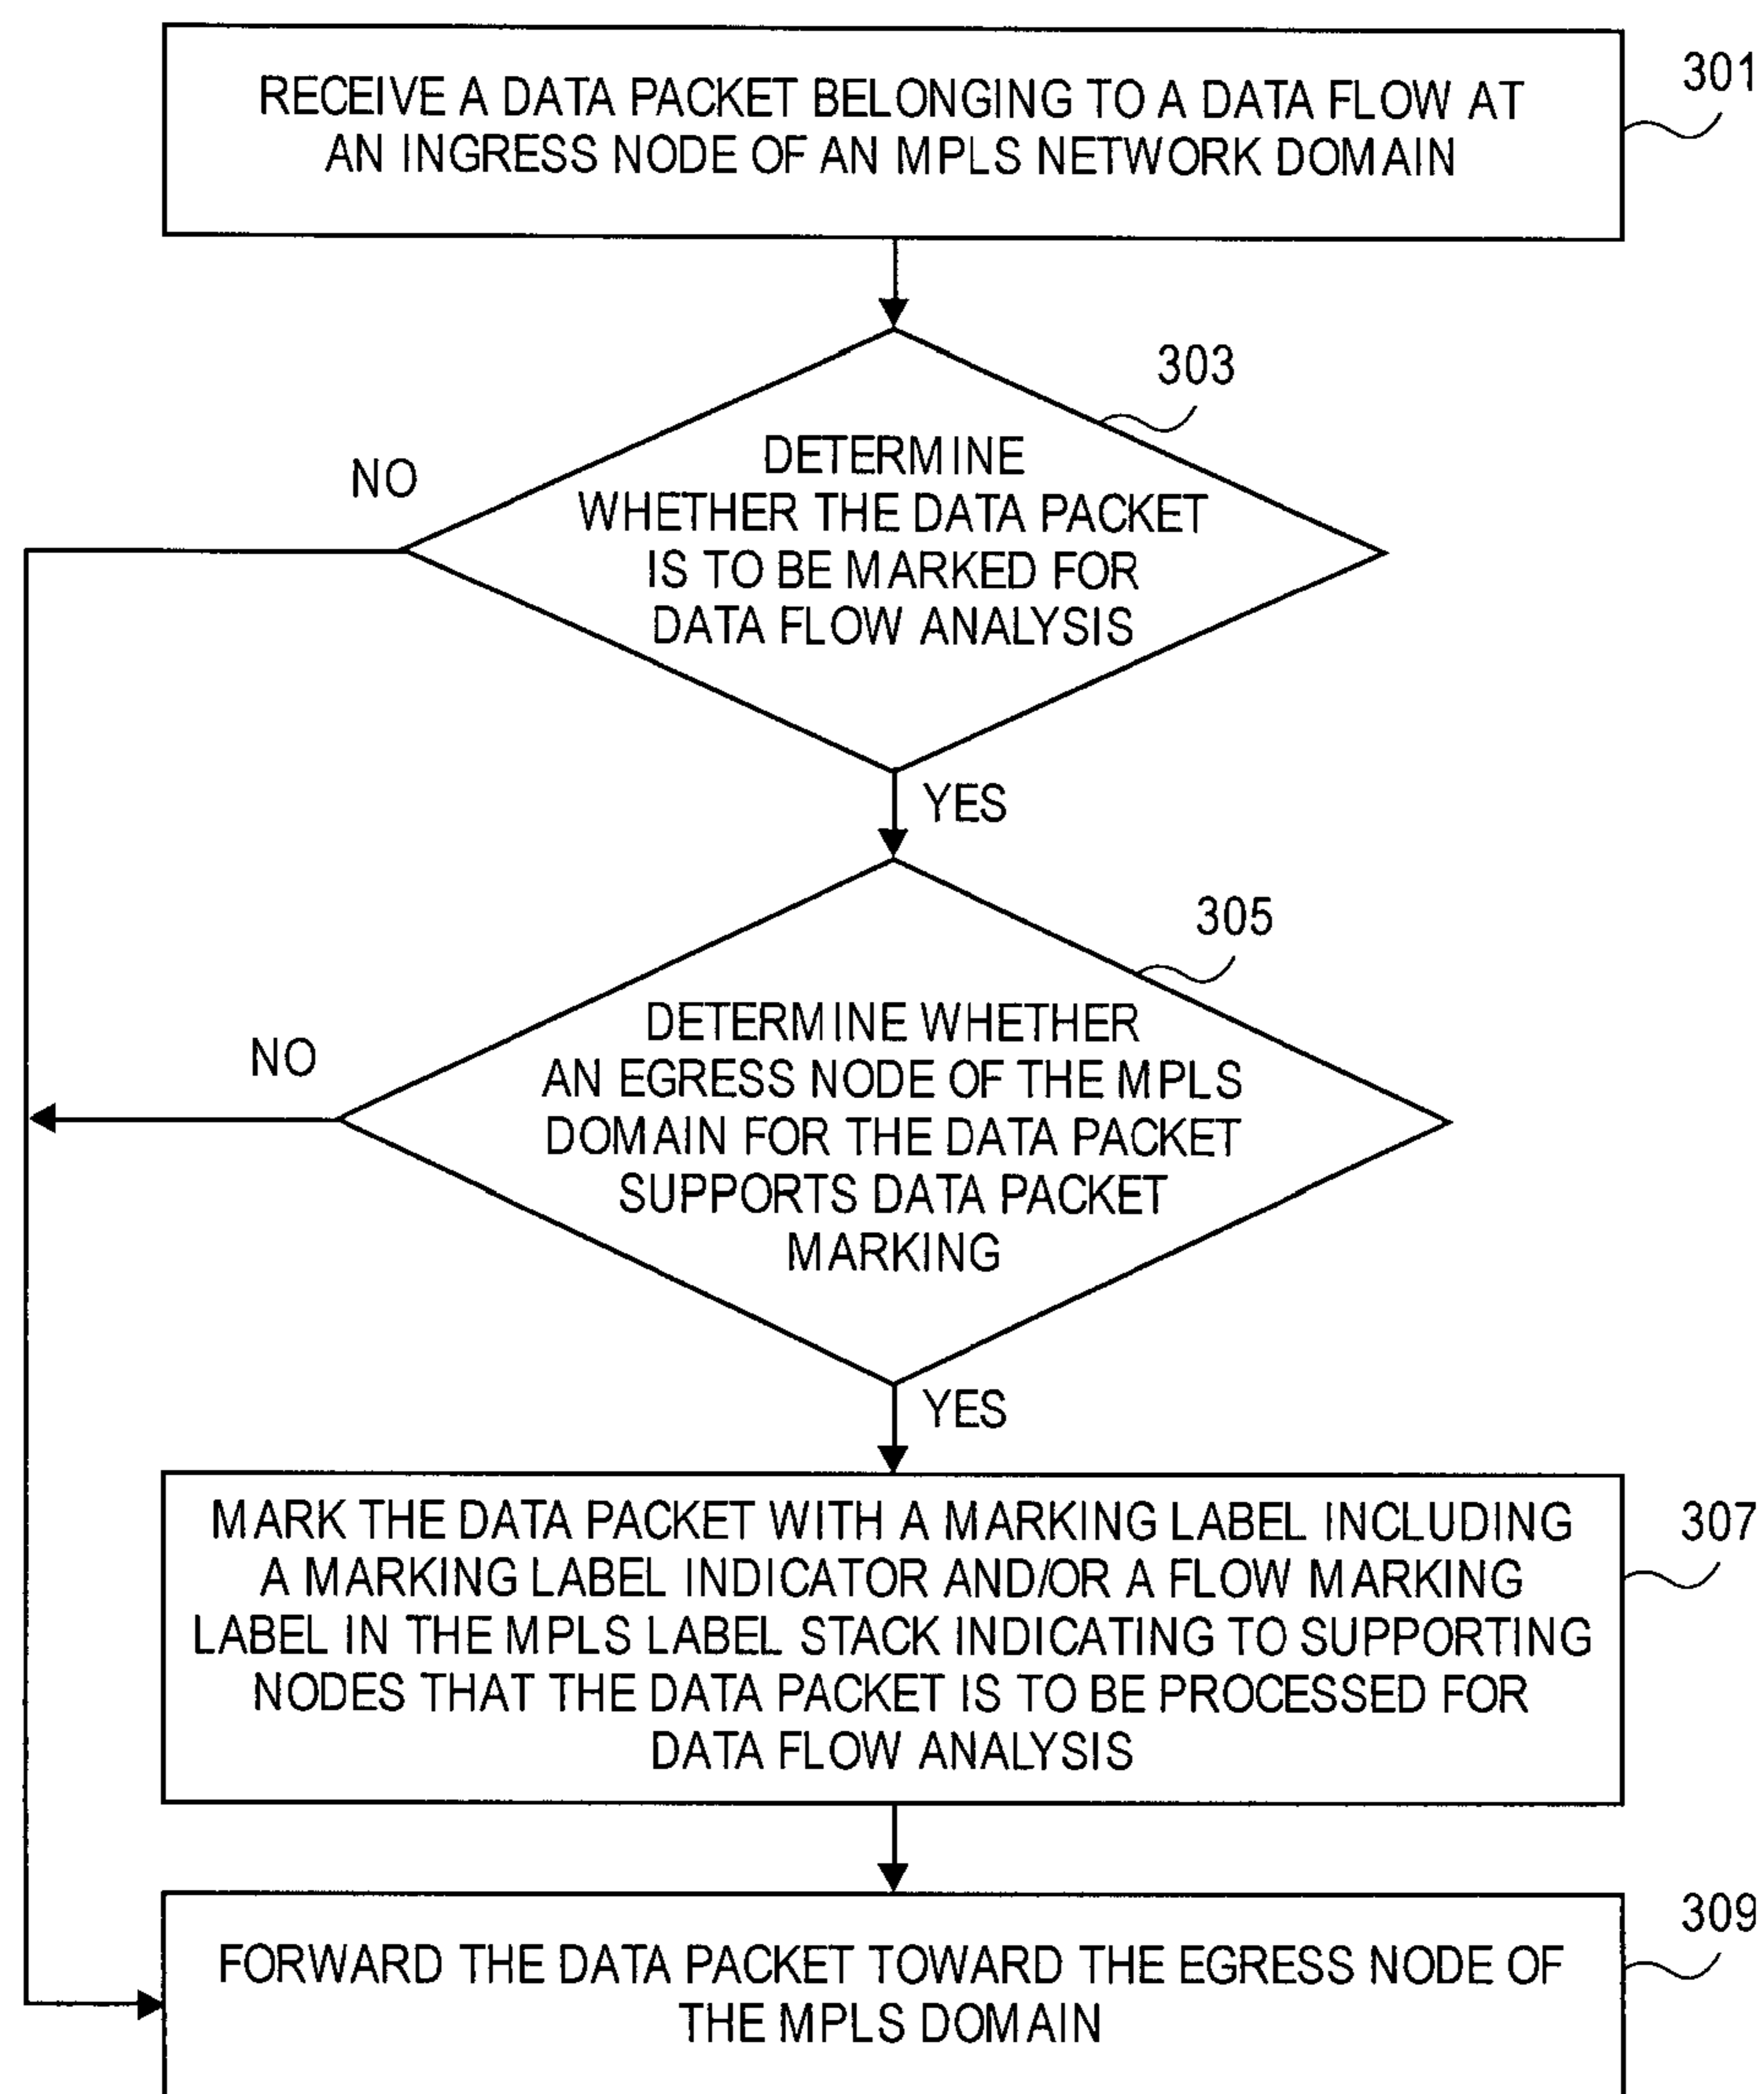 RECEIVE A DATA PACKET BELONGING TO A DATA FLOW AT
AN INGRESS NODE OF AN MPLS NETWORK DOMAIN
301
303
DETERMINE
WHETHER THE DATA PACKET
IS TO BE MARKED FOR
DATA FLOW ANALYSIS
NO
YES
305
DETERMINE WHETHER
AN EGRESS NODE OF THE MPLS
DOMAIN FOR THE DATA PACKET
SUPPORTS DATA PACKET
MARKING
NO
YES
MARK THE DATA PACKET WITH A MARKING LABEL INCLUDING
A MARKING LABEL INDICATOR AND/OR A FLOW MARKING
LABEL IN THE MPLS LABEL STACK INDICATING TO SUPPORTING
NODES THAT THE DATA PACKET IS TO BE PROCESSED FOR
DATA FLOW ANALYSIS
307
FORWARD THE DATA PACKET TOWARD THE EGRESS NODE OF
THE MPLS DOMAIN
309